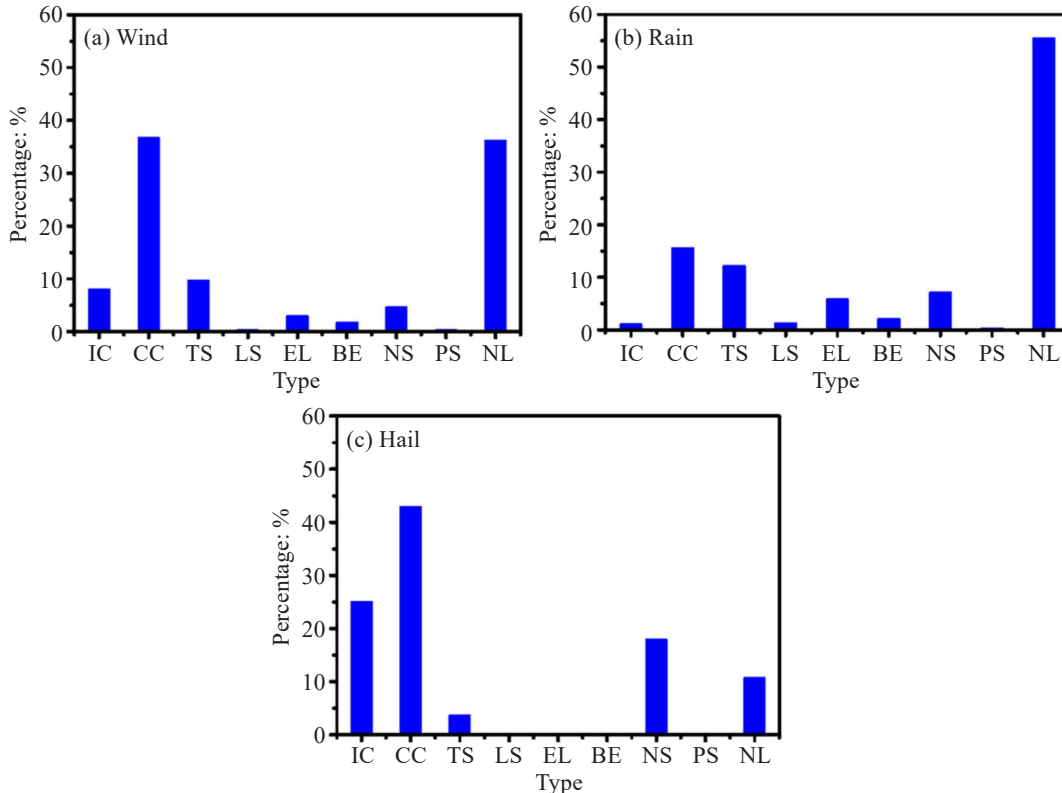 (a) Wind
Percentage: %
60
50
40
30
20
10
0
IC CC TS LS EL BE NS PS NL
Type
(b) Rain
Percentage: %
60
50
40
30
20
10
0
IC CC TS LS EL BE NS PS NL
Type
(c) Hail
Percentage: %
60
50
40
30
20
10
0
IC CC TS LS EL BE NS PS NL
Type